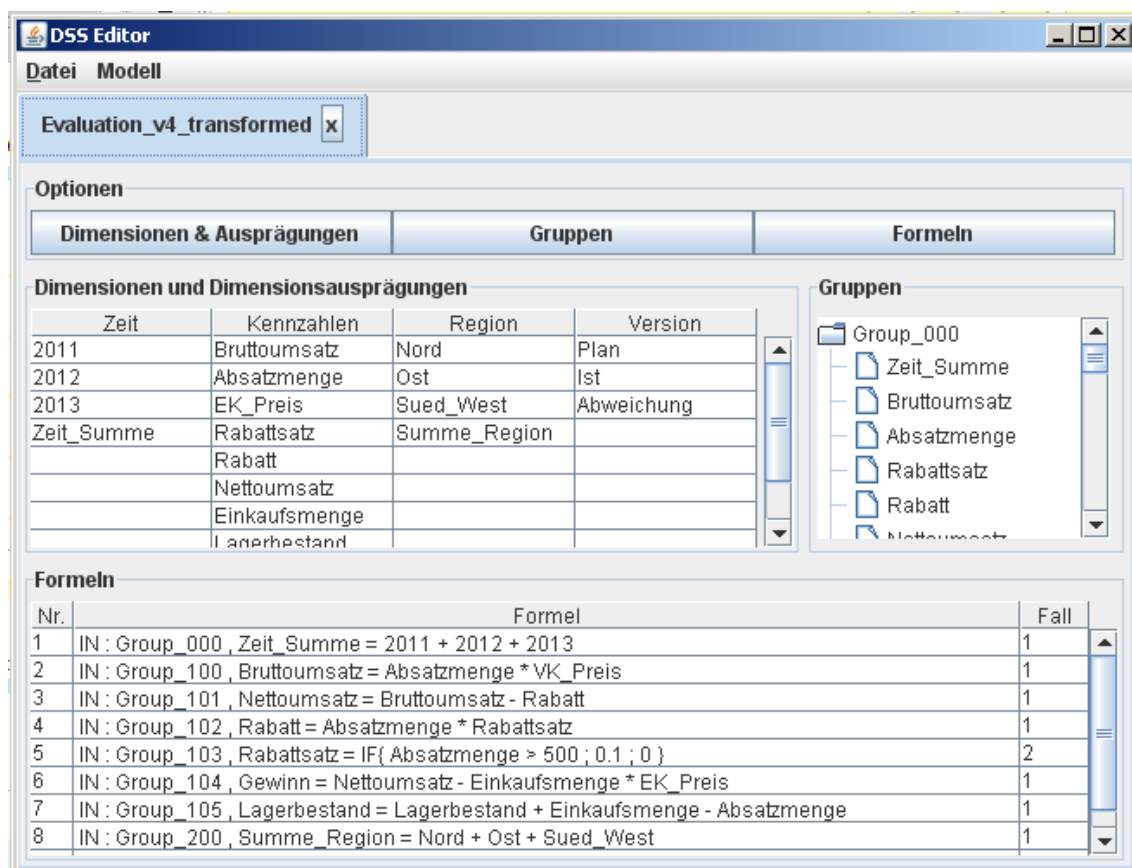 DSS Editor
Datei Modell
Evaluation_v4_transformed x
Optionen
Dimensionen & Ausprägungen Gruppen Formeln
Dimensionen und Dimensionsausprägungen
Zeit Kennzahlen Region Version
2011 Bruttoumsatz Nord Plan
2012 Absatzmenge Ost Ist
2013 EK_Preis Sued_West Abweichung
Zeit_Summe Rabattsatz Summe_Region
Rabatt
Nettoumsatz
Einkaufsmenge
Lagerbestand
Gruppen
Group_000
Zeit_Summe
Bruttoumsatz
Absatzmenge
Rabattsatz
Rabatt
Nettoumsatz
Formeln
Nr. Formel Fall
1 IN : Group_000 , Zeit_Summe = 2011 + 2012 + 2013 1
2 IN : Group_100 , Bruttoumsatz = Absatzmenge * VK_Preis 1
3 IN : Group_101 , Nettoumsatz = Bruttoumsatz - Rabatt 1
4 IN : Group_102 , Rabatt = Absatzmenge * Rabattsatz 1
5 IN : Group_103 , Rabattsatz = IF{ Absatzmenge > 500 ; 0.1 ; 0 } 2
6 IN : Group_104 , Gewinn = Nettoumsatz - Einkaufsmenge * EK_Preis 1
7 IN : Group_105 , Lagerbestand = Lagerbestand + Einkaufsmenge - Absatzmenge 1
8 IN : Group_200 , Summe_Region = Nord + Ost + Sued_West 1